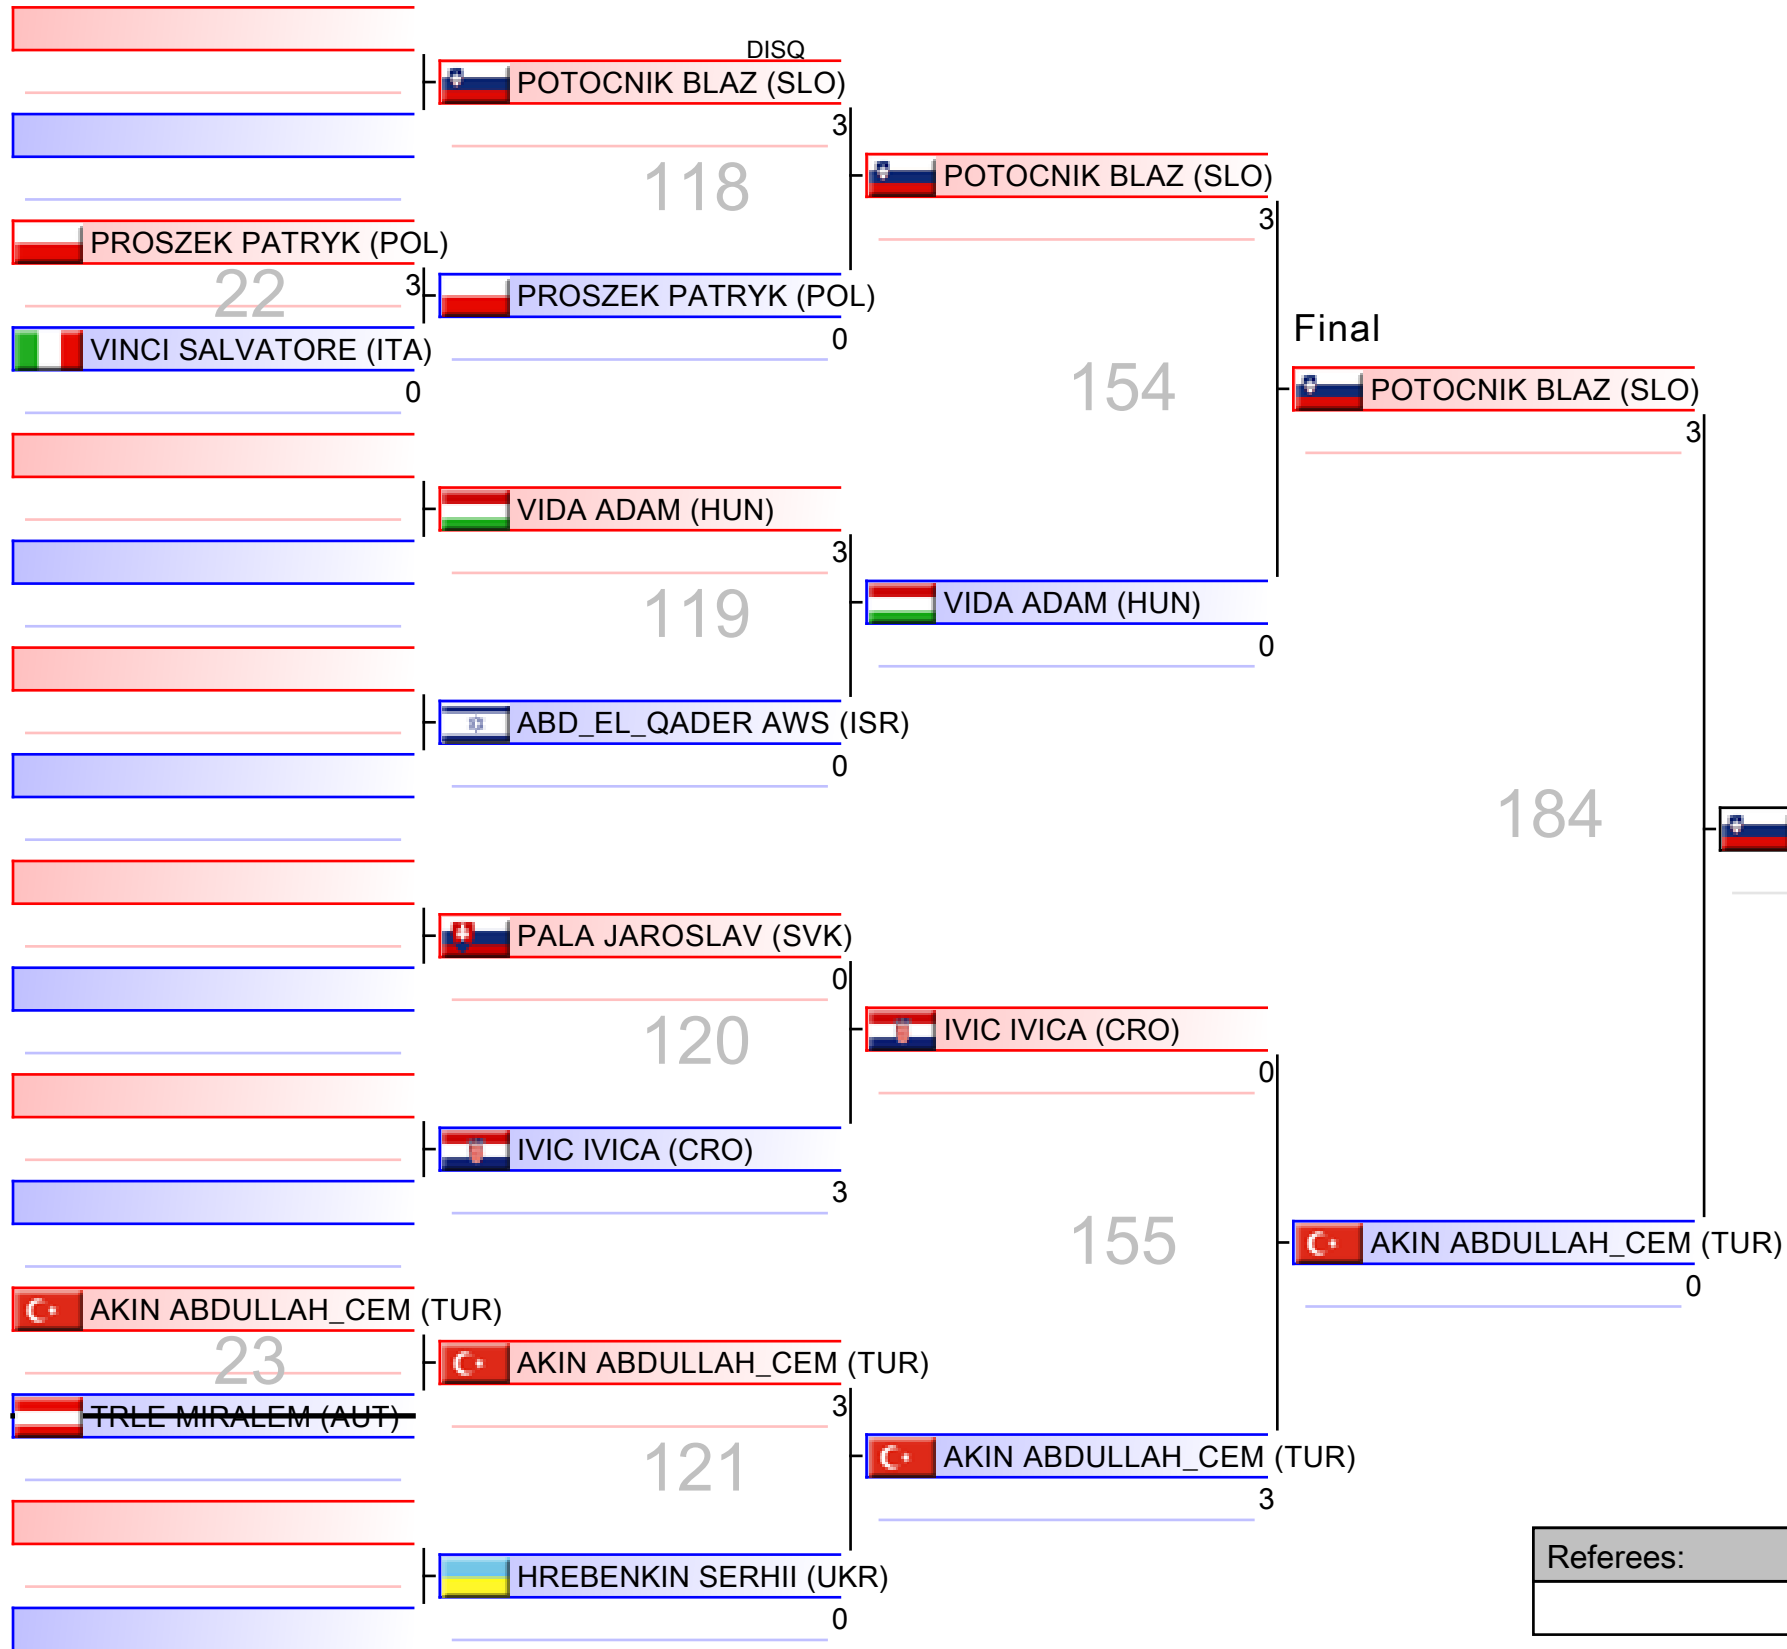 DISQ
POTOCNIK BLAZ (SLO)
3
118
POTOCNIK BLAZ (SLO)
3
PROSZEK PATRYK (POL)
3
22
PROSZEK PATRYK (POL)
0
VINCI SALVATORE (ITA)
0
154
Final
POTOCNIK BLAZ (SLO)
3
VIDA ADAM (HUN)
3
119
VIDA ADAM (HUN)
0
ABD_EL_QADER AWS (ISR)
0
184
PALA JAROSLAV (SVK)
0
120
IVIC IVICA (CRO)
0
IVIC IVICA (CRO)
3
155
AKIN ABDULLAH_CEM (TUR)
0
AKIN ABDULLAH_CEM (TUR)
23
AKIN ABDULLAH_CEM (TUR)
3
TRLE MIRALEM (AUT)
121
AKIN ABDULLAH_CEM (TUR)
3
HREBENKIN SERHII (UKR)
0
Referees: